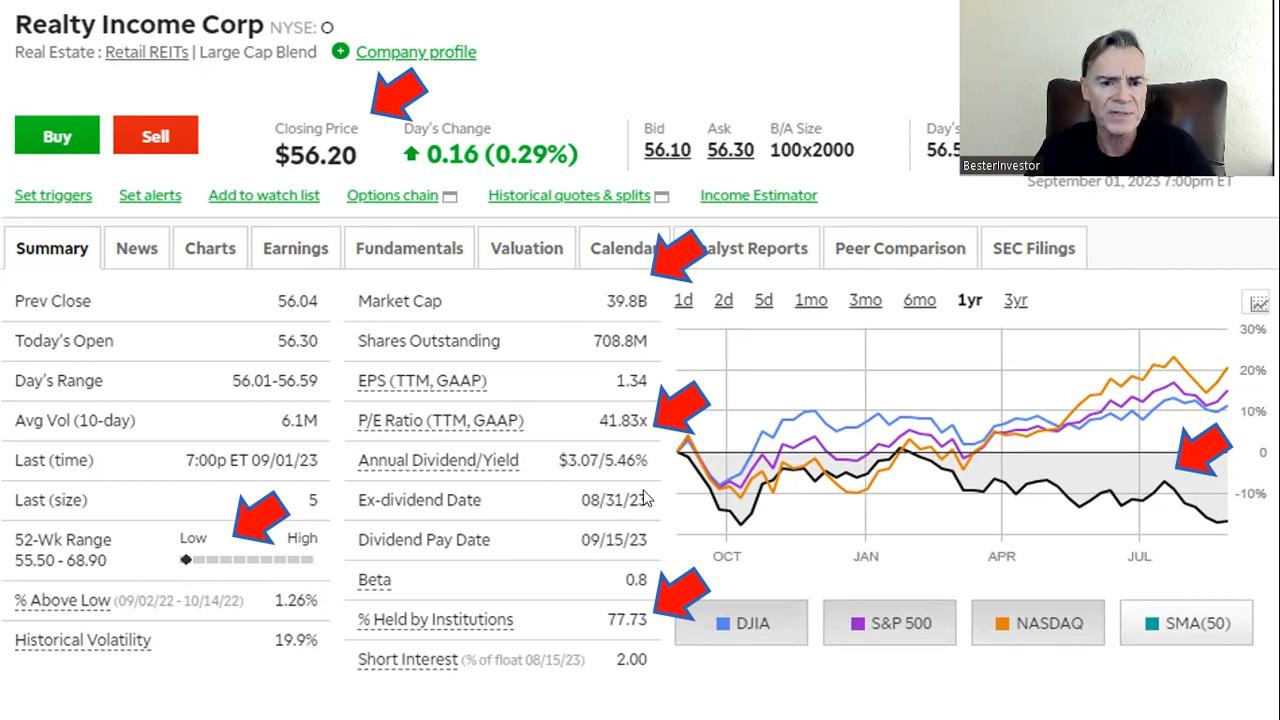 Realty Income Corp NYSE: O
Real Estate : Retail REITs | Large Cap Blend + Company profile
Buy
Sell
Closing Price
$56.20
Day's Change
0.16 (0.29%)
Bid
56.10
Ask
56.30
B/A Size
100x2000
Day's
56.5
BesterInvestor
September 01, 2023 7:00pm ET
Set triggers
Set alerts
Add to watch list
Options chain
Historical quotes & splits
Income Estimator
Summary
News
Charts
Earnings
Fundamentals
Valuation
Calendar
Analyst Reports
Peer Comparison
SEC Filings
Prev Close 56.04
Today's Open 56.30
Day's Range 56.01-56.59
Avg Vol (10-day) 6.1M
Last (time) 7:00p ET 09/01/23
Last (size) 5
52-Wk Range Low High
55.50 - 68.90
% Above Low (09/02/22 - 10/14/22) 1.26%
Historical Volatility 19.9%
Market Cap 39.8B
Shares Outstanding 708.8M
EPS (TTM, GAAP) 1.34
P/E Ratio (TTM, GAAP) 41.83x
Annual Dividend/Yield $3.07/5.46%
Ex-dividend Date 08/31/23
Dividend Pay Date 09/15/23
Beta 0.8
% Held by Institutions 77.73
Short Interest (% of float 08/15/23) 2.00
1d 2d 5d 1mo 3mo 6mo 1yr 3yr
30%
20%
10%
0
-10%
OCT JAN APR JUL
DJIA
S&P 500
NASDAQ
SMA(50)